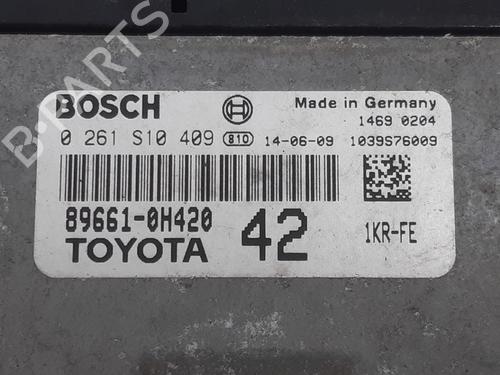 BOSCH
Made in Germany
1469 0204
0 261 S10 409 810 14-06-09 1039S76009
89661-0H420
TOYOTA
42
1KR-FE
B-PARTS